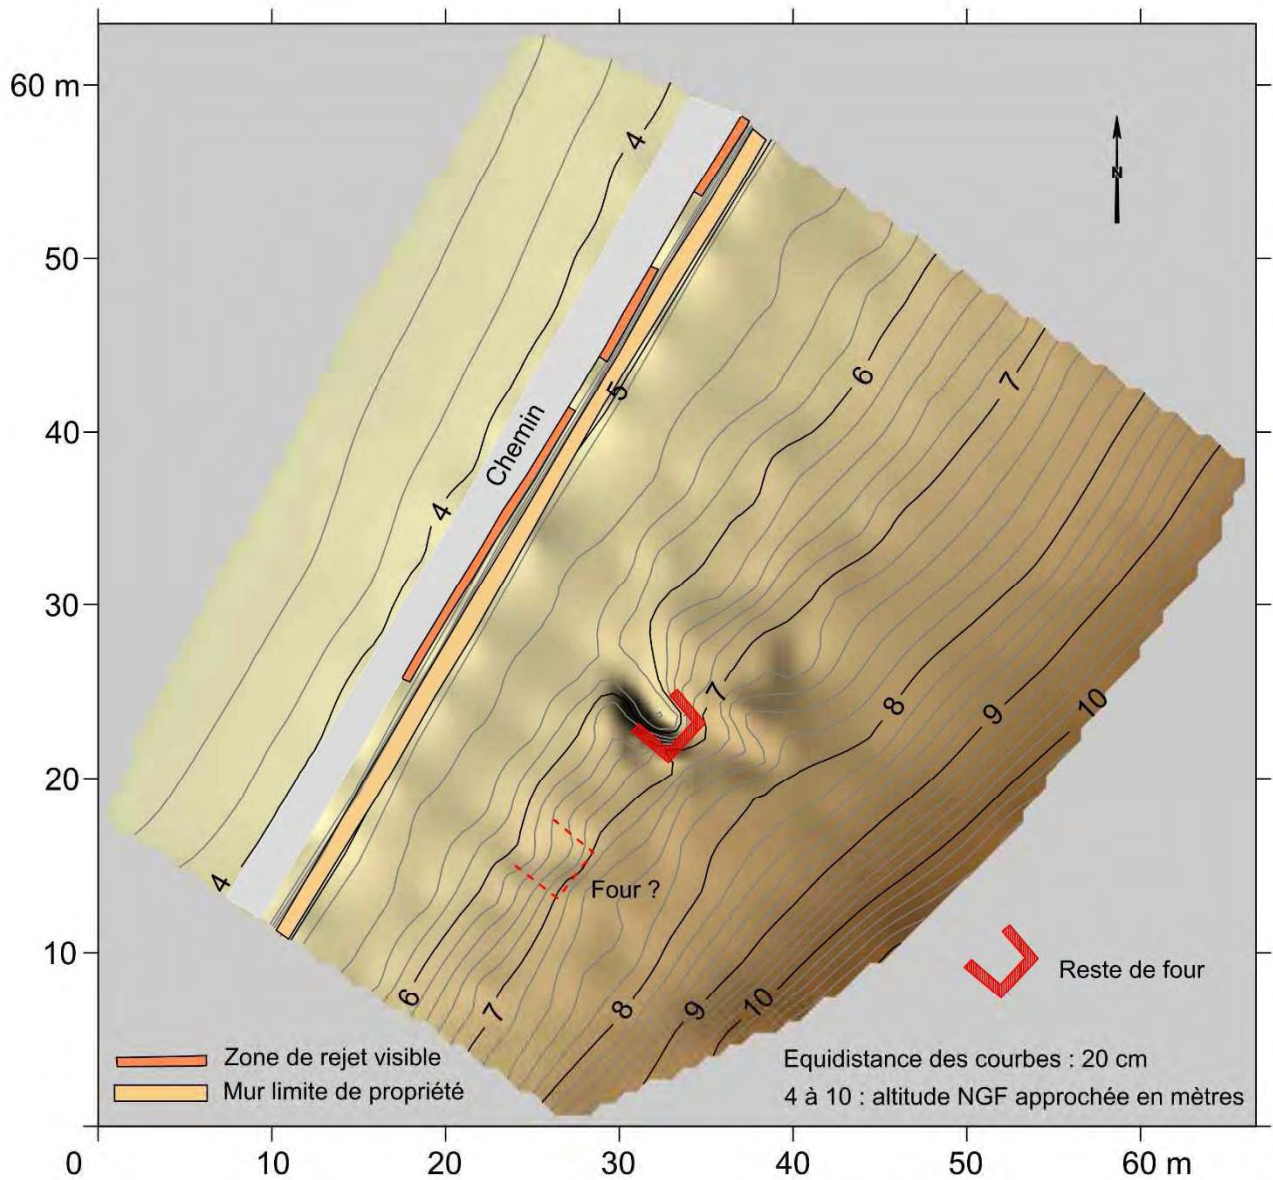 60 m
50
40
30
20
10
0
10
20
30
40
50
60 m
N
4
4
4
Chemin
5
6
7
7
8
9
10
6
7
8
9
10
Four ?
Reste de four
Zone de rejet visible
Mur limite de propriété
Equidistance des courbes : 20 cm
4 à 10 : altitude NGF approchée en mètres